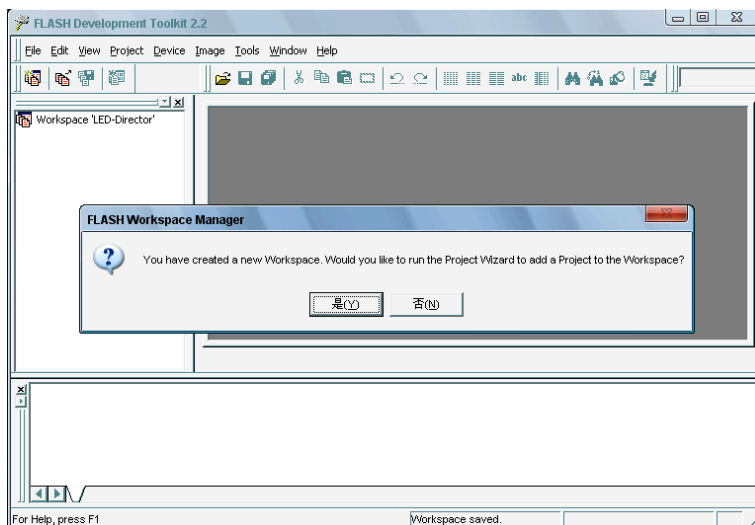 FLASH Development Toolkit 2.2
File Edit View Project Device Image Tools Window Help
abc
Workspace 'LED-Director'
FLASH Workspace Manager
You have created a new Workspace. Would you like to run the Project Wizard to add a Project to the Workspace?
是(Y) 否(N)
For Help, press F1 Workspace saved.